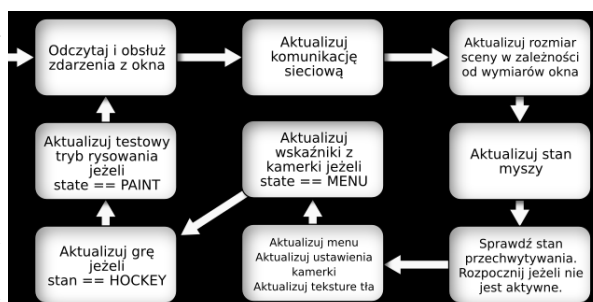 Odczytaj i obsłuż
zdarzenia z okna
Aktualizuj
komunikację
sieciową
Aktualizuj rozmiar
sceny w zależności
od wymiarów okna
Aktualizuj stan
myszy
Sprawdź stan
przechwytywania.
Rozpocznij jeżeli nie
jest aktywne.
Aktualizuj menu
Aktualizuj ustawienia
kamerki
Aktualizuj teksture tła
Aktualizuj
wskaźniki z
kamerki jeżeli
state == MENU
Aktualizuj grę
jeżeli
stan == HOCKEY
Aktualizuj testowy
tryb rysowania
jeżeli
state == PAINT